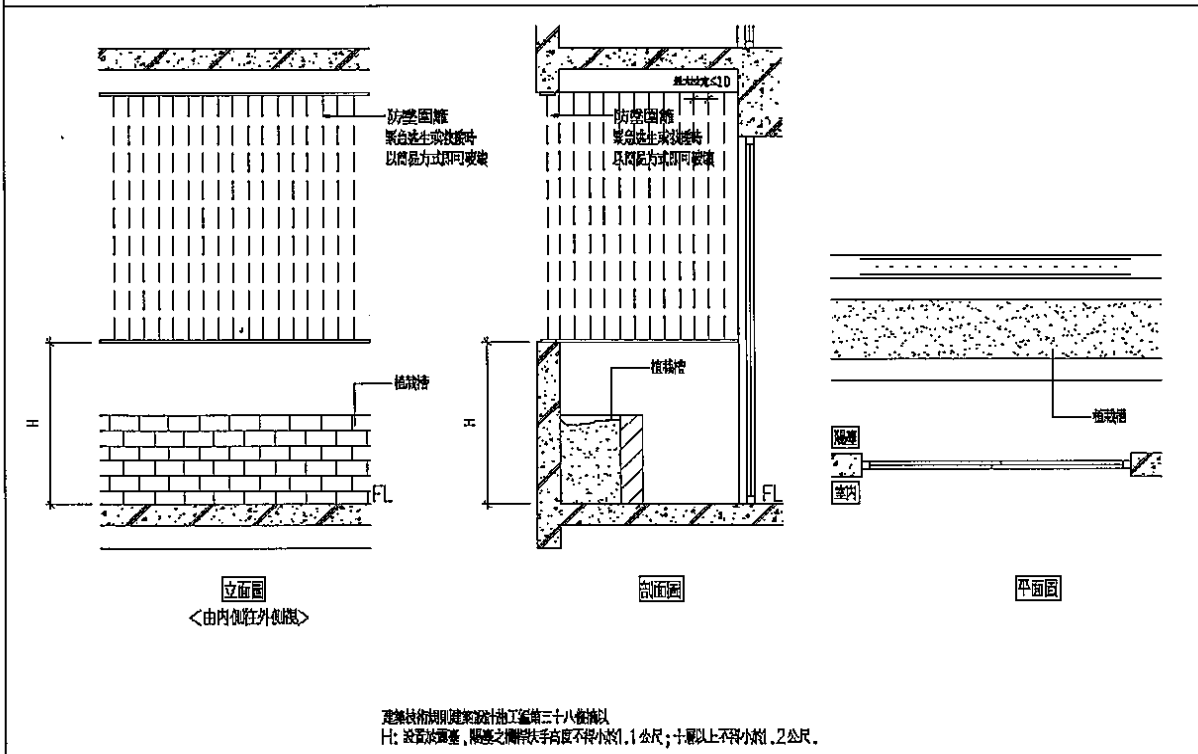 防墜圍籬
緊急逃生或救援時
以簡易方式即可破壞
植栽槽
H
FL
立面圖
<由內側往外側視>
≤10
防墜圍籬
緊急逃生或救援時
以簡易方式即可破壞
植栽槽
H
FL
剖面圖
植栽槽
陽臺
室內
平面圖
建築技術規則建築設計施工編第三十八條
H: 設置於露臺,陽臺之欄桿扶手高度不得小於1.1公尺;十層以上不得小於1.2公尺.